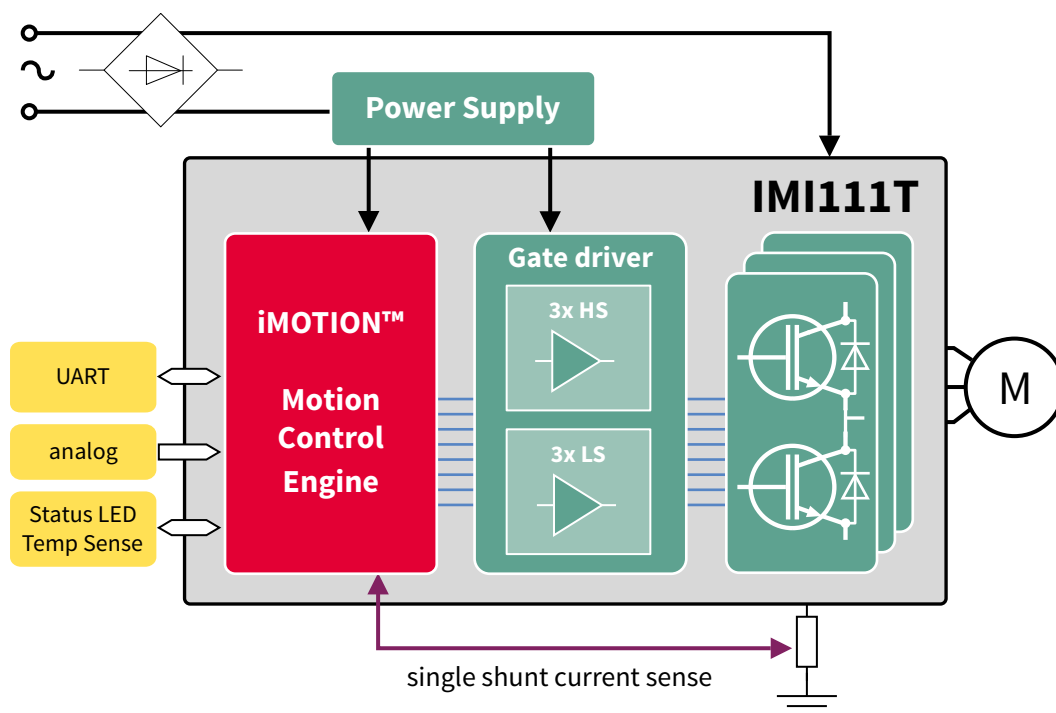 Power Supply
IMI111T
iMOTION™
Motion
Control
Engine
Gate driver
3x HS
3x LS
UART
analog
Status LED
Temp Sense
M
single shunt current sense